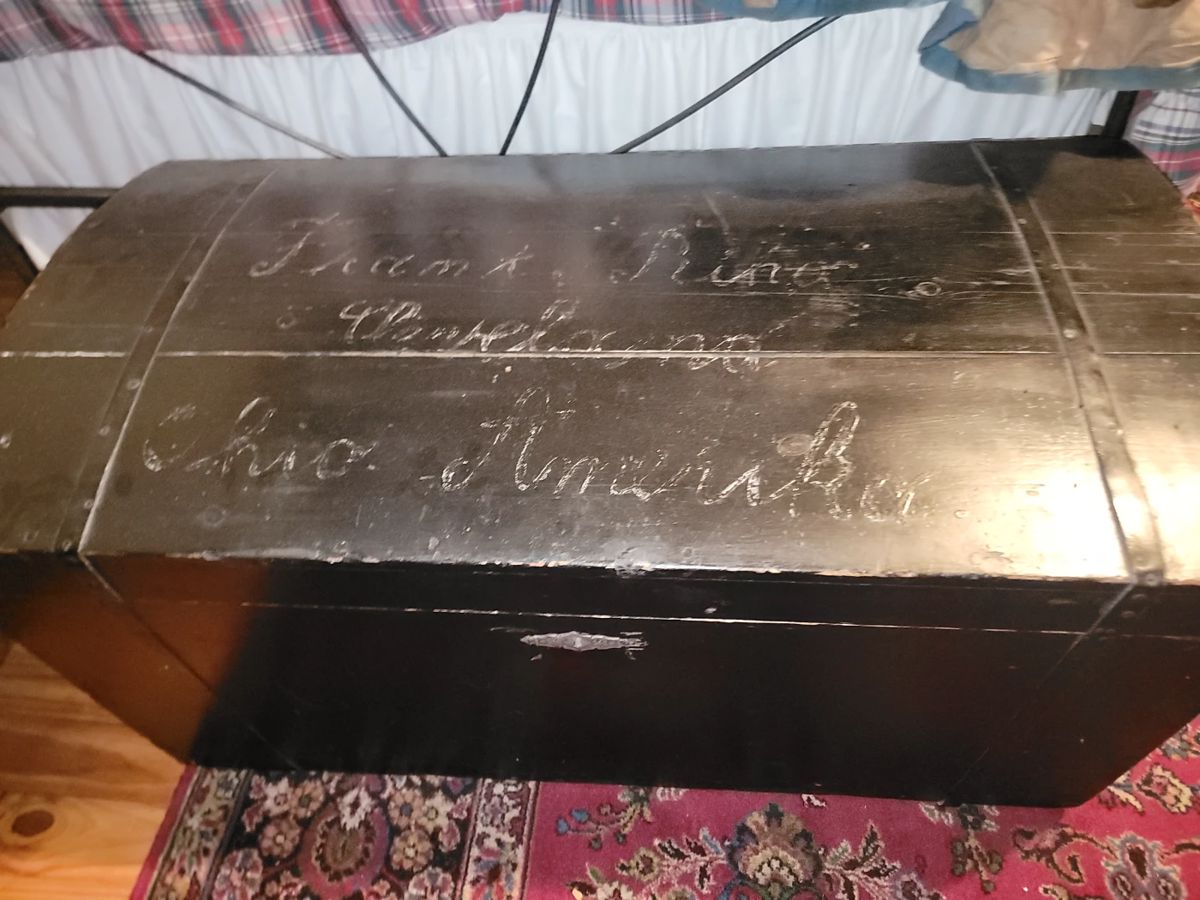 Frank.
Cleveland
Ohio Amerika